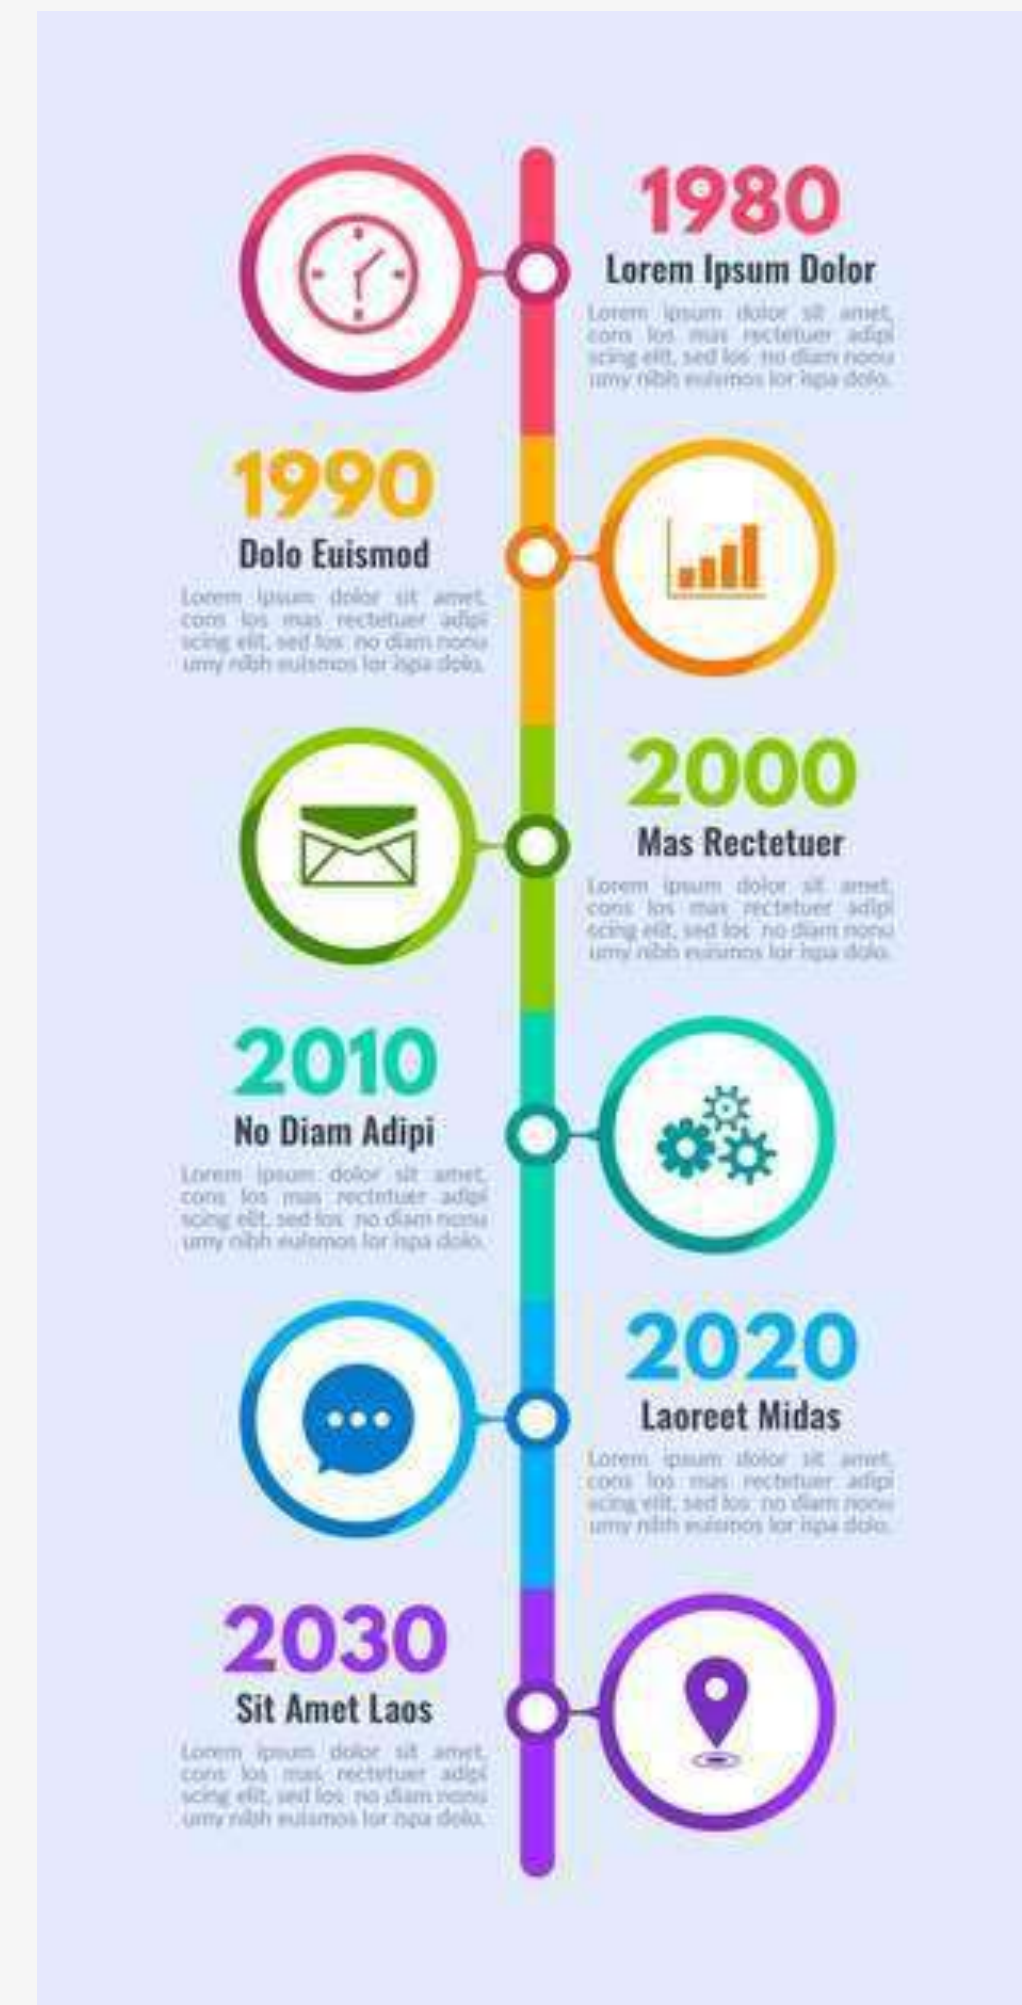 1980
Lorem Ipsum Dolor
Lorem ipsum dolor sit amet,
cons los mas rectetuer adipi
scing elit, sed los no diam nonu
umy nibh euismos lor ispa dolo.
1990
Dolo Euismod
Lorem ipsum dolor sit amet,
cons los mas rectetuer adipi
scing elit, sed los no diam nonu
umy nibh euismos lor ispa dolo.
2000
Mas Rectetuer
Lorem ipsum dolor sit amet,
cons los mas rectetuer adipi
scing elit, sed los no diam nonu
umy nibh euismos lor ispa dolo.
2010
No Diam Adipi
Lorem ipsum dolor sit amet,
cons los mas rectetuer adipi
scing elit, sed los no diam nonu
umy nibh euismos lor ispa dolo.
2020
Laoreet Midas
Lorem ipsum dolor sit amet,
cons los mas rectetuer adipi
scing elit, sed los no diam nonu
umy nibh euismos lor ispa dolo.
2030
Sit Amet Laos
Lorem ipsum dolor sit amet,
cons los mas rectetuer adipi
scing elit, sed los no diam nonu
umy nibh euismos lor ispa dolo.